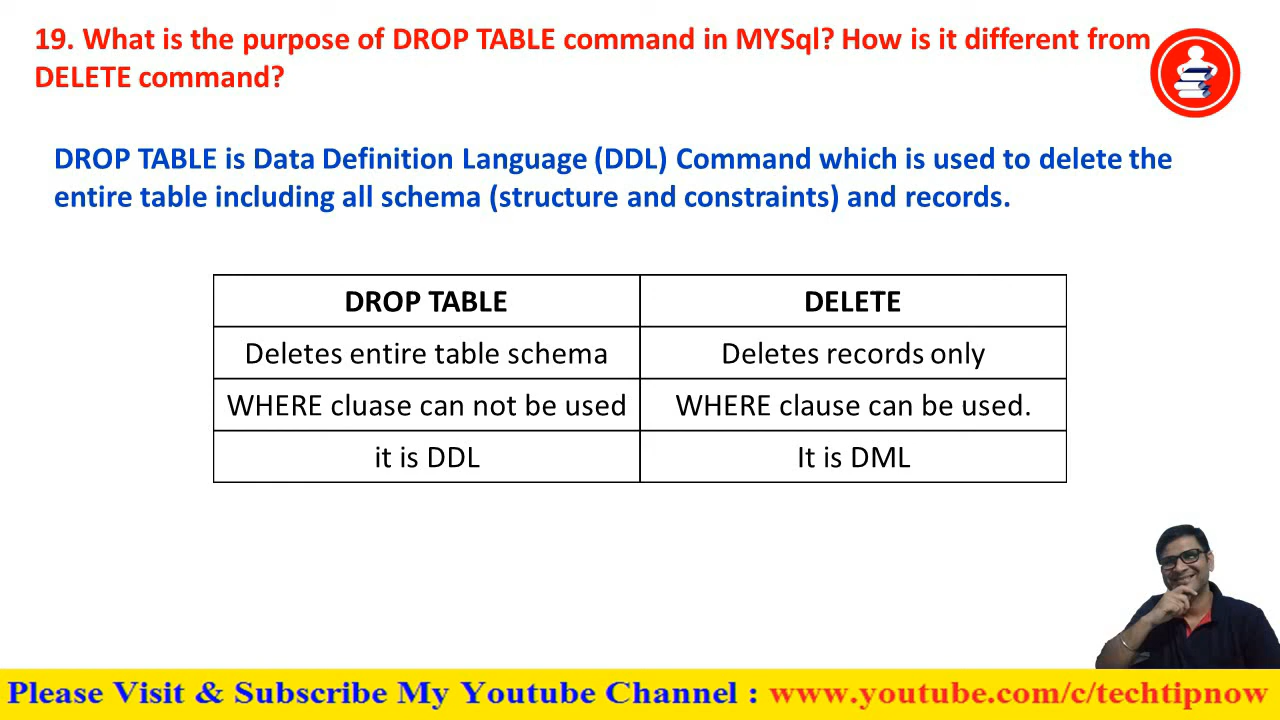 19. What is the purpose of DROP TABLE command in MYSql? How is it different from
DELETE command?
DROP TABLE is Data Definition Language (DDL) Command which is used to delete the
entire table including all schema (structure and constraints) and records.
DROP TABLE DELETE
Deletes entire table schema Deletes records only
WHERE cluase can not be used WHERE clause can be used.
it is DDL It is DML
Please Visit & Subscribe My Youtube Channel : www.youtube.com/c/techtipnow